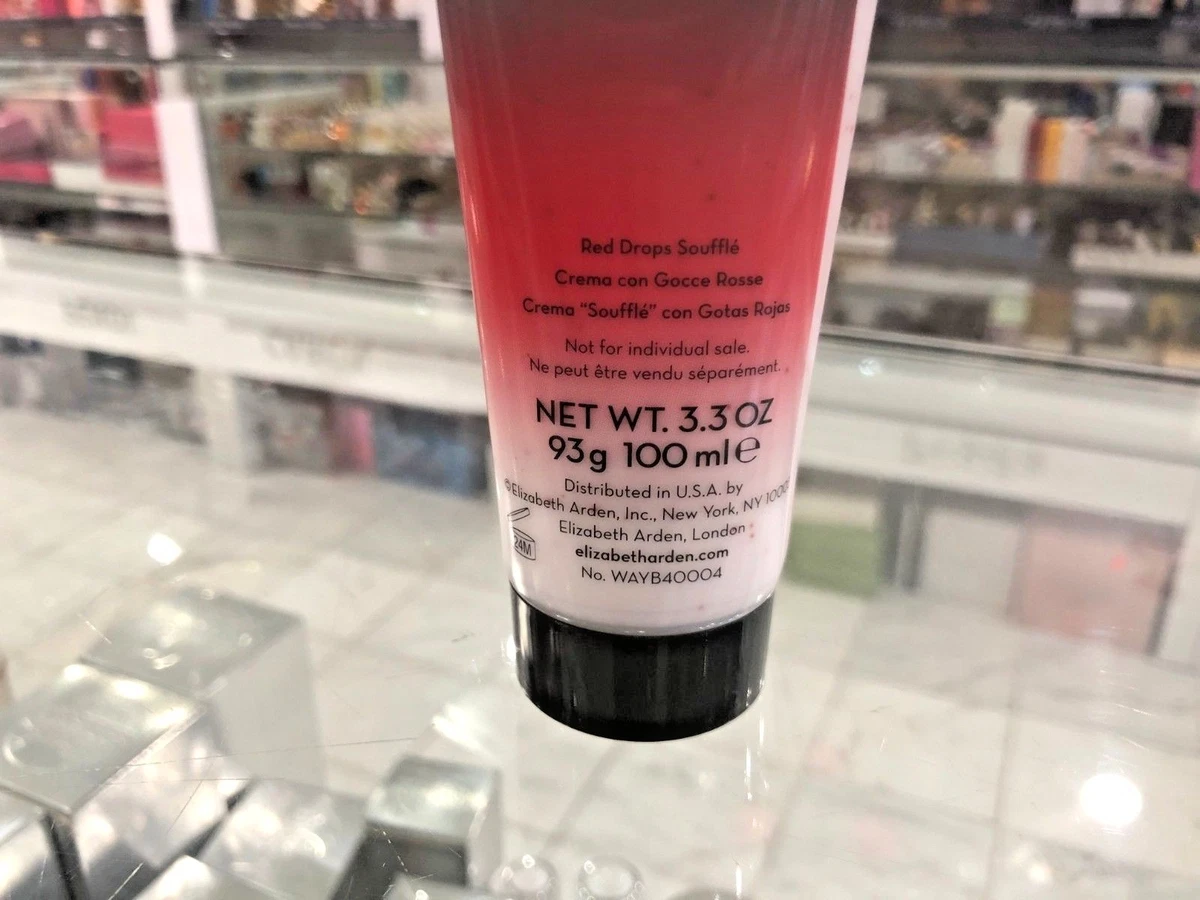 Red Drops Soufflé
Crema con Gocce Rosse
Crema “Soufflé” con Gotas Rojas
Not for individual sale.
Ne peut être vendu séparément.
NET WT. 3.3 OZ
93g 100 ml ℮
Distributed in U.S.A. by
©Elizabeth Arden, Inc., New York, NY
Elizabeth Arden, London
24M
elizabetharden.com
No. WAYB40004